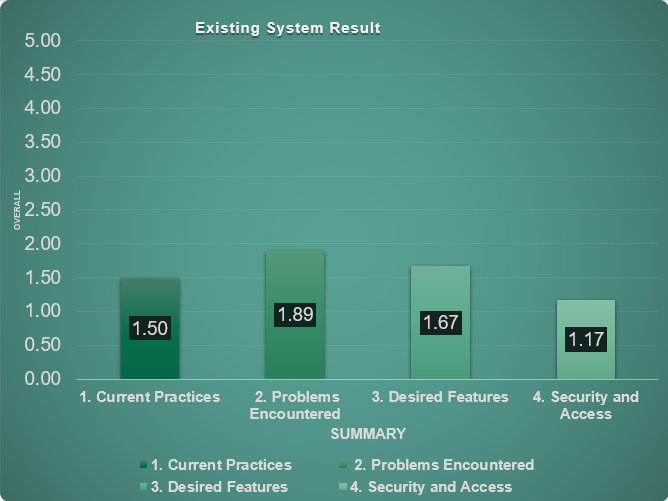 Existing System Result
5.00
4.50
4.00
3.50
3.00
2.50
2.00
1.50
1.00
0.50
0.00
OVERALL
1.50
1.89
1.67
1.17
1. Current Practices
2. Problems
Encountered
3. Desired Features
4. Security and
Access
SUMMARY
1. Current Practices
2. Problems Encountered
3. Desired Features
4. Security and Access